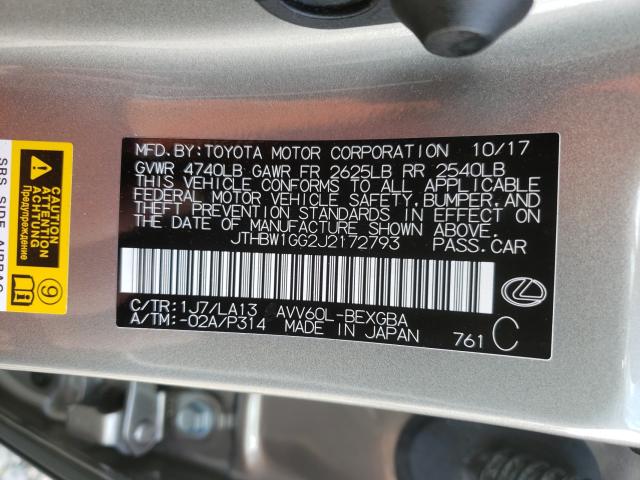 MFD.BY:TOYOTA MOTOR CORPORATION 10/17
GVWR 4740LB GAWR FR 2625LB RR 2540LB
THIS VEHICLE CONFORMS TO ALL APPLICABLE
FEDERAL MOTOR VEHICLE SAFETY,BUMPER,AND
THEFT PREVENTION STANDARDS IN EFFECT ON
THE DATE OF MANUFACTURE SHOWN ABOVE.
JTHBW1GG2J2172793 PASS.CAR
C/TR:1J7/LA13 AVV60L-BEXGBA
A/TM:-02A/P314 MADE IN JAPAN 761 C
CAUTION
ATTENTION
ACHTUNG
SRS SIDE AIRBAG
9